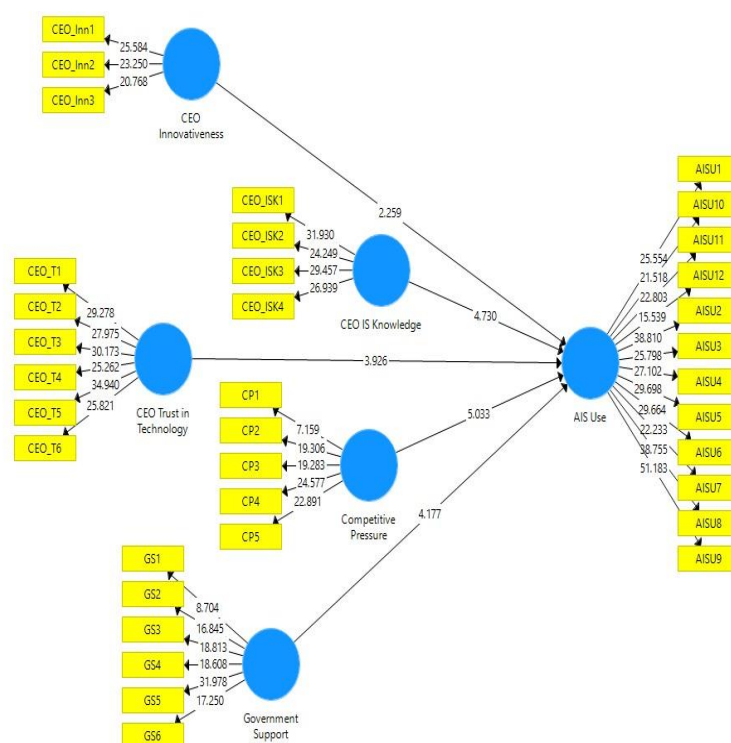 CEO_Inn1
CEO_Inn2
CEO_Inn3
25.584
23.250
20.768
CEO
Innovativeness
2.259
CEO_ISK1
CEO_ISK2
CEO_ISK3
CEO_ISK4
31.930
24.249
29.457
26.939
CEO IS Knowledge
4.730
CEO_T1
CEO_T2
CEO_T3
CEO_T4
CEO_T5
CEO_T6
29.278
27.975
30.173
25.262
34.940
25.821
CEO Trust in
Technology
3.926
CP1
CP2
CP3
CP4
CP5
7.159
19.306
19.283
24.577
22.891
Competitive
Pressure
5.033
GS1
GS2
GS3
GS4
GS5
GS6
8.704
16.845
18.813
18.608
31.978
17.250
Government
Support
4.177
AIS Use
25.554
21.518
22.803
15.539
38.810
25.798
27.102
29.698
29.664
22.233
38.755
51.183
AISU1
AISU10
AISU11
AISU12
AISU2
AISU3
AISU4
AISU5
AISU6
AISU7
AISU8
AISU9